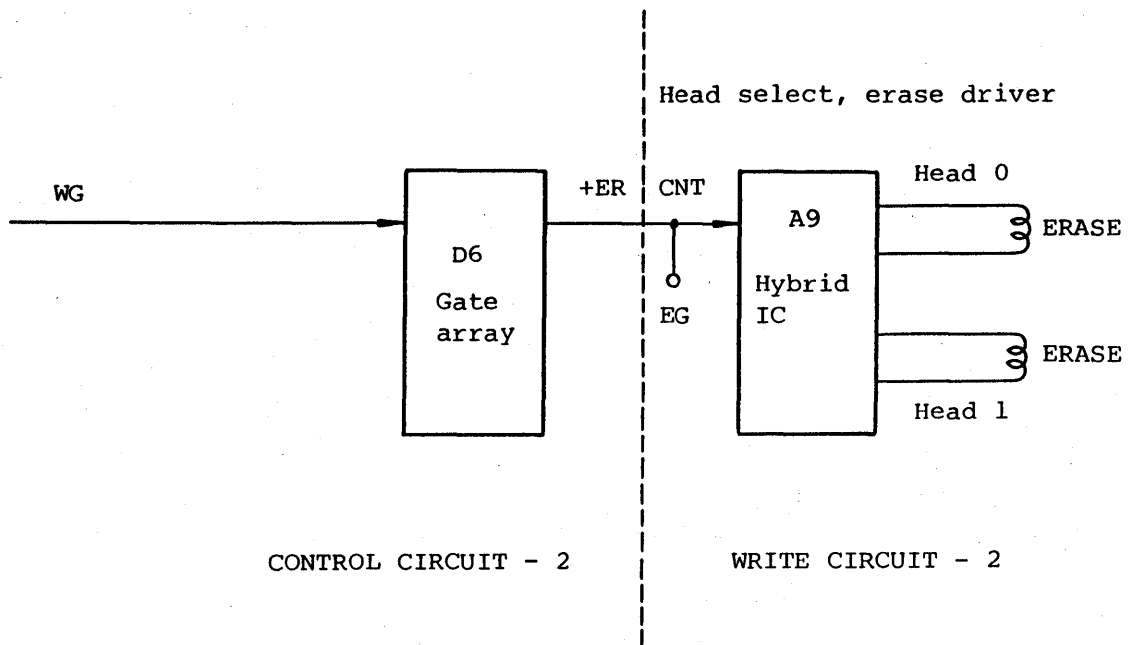 Head select, erase driver
WG
D6
Gate
array
+ER
CNT
EG
A9
Hybrid
IC
Head 0
ERASE
ERASE
Head 1
CONTROL CIRCUIT - 2
WRITE CIRCUIT - 2